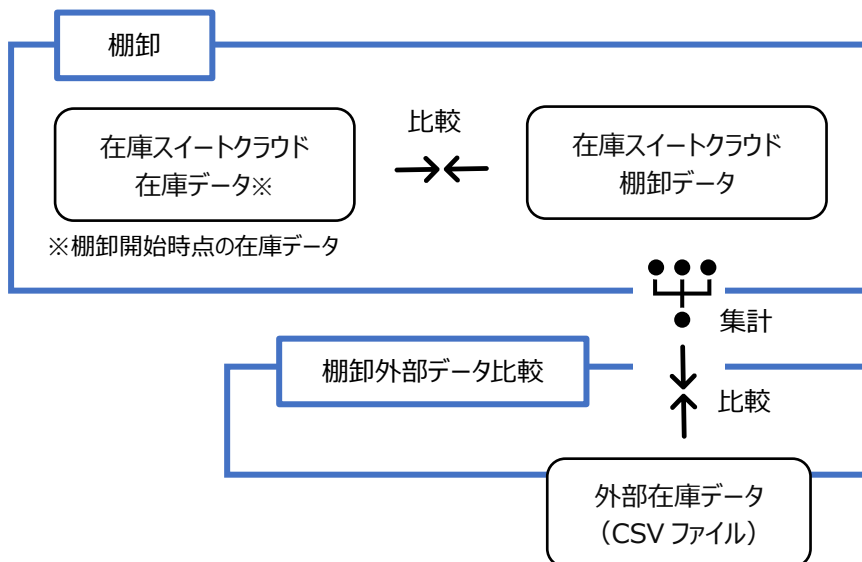 棚卸
在庫スイートクラウド
在庫データ※
比較
在庫スイートクラウド
棚卸データ
※棚卸開始時点の在庫データ
集計
棚卸外部データ比較
比較
外部在庫データ
（CSV ファイル）